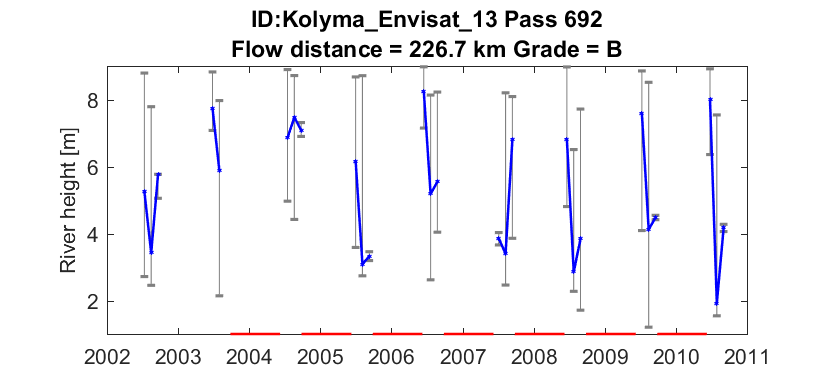 ID:Kolyma_Envisat_13 Pass 692
Flow distance = 226.7 km Grade = B
River height [m]
8
6
4
2
2002 2003 2004 2005 2006 2007 2008 2009 2010 2011